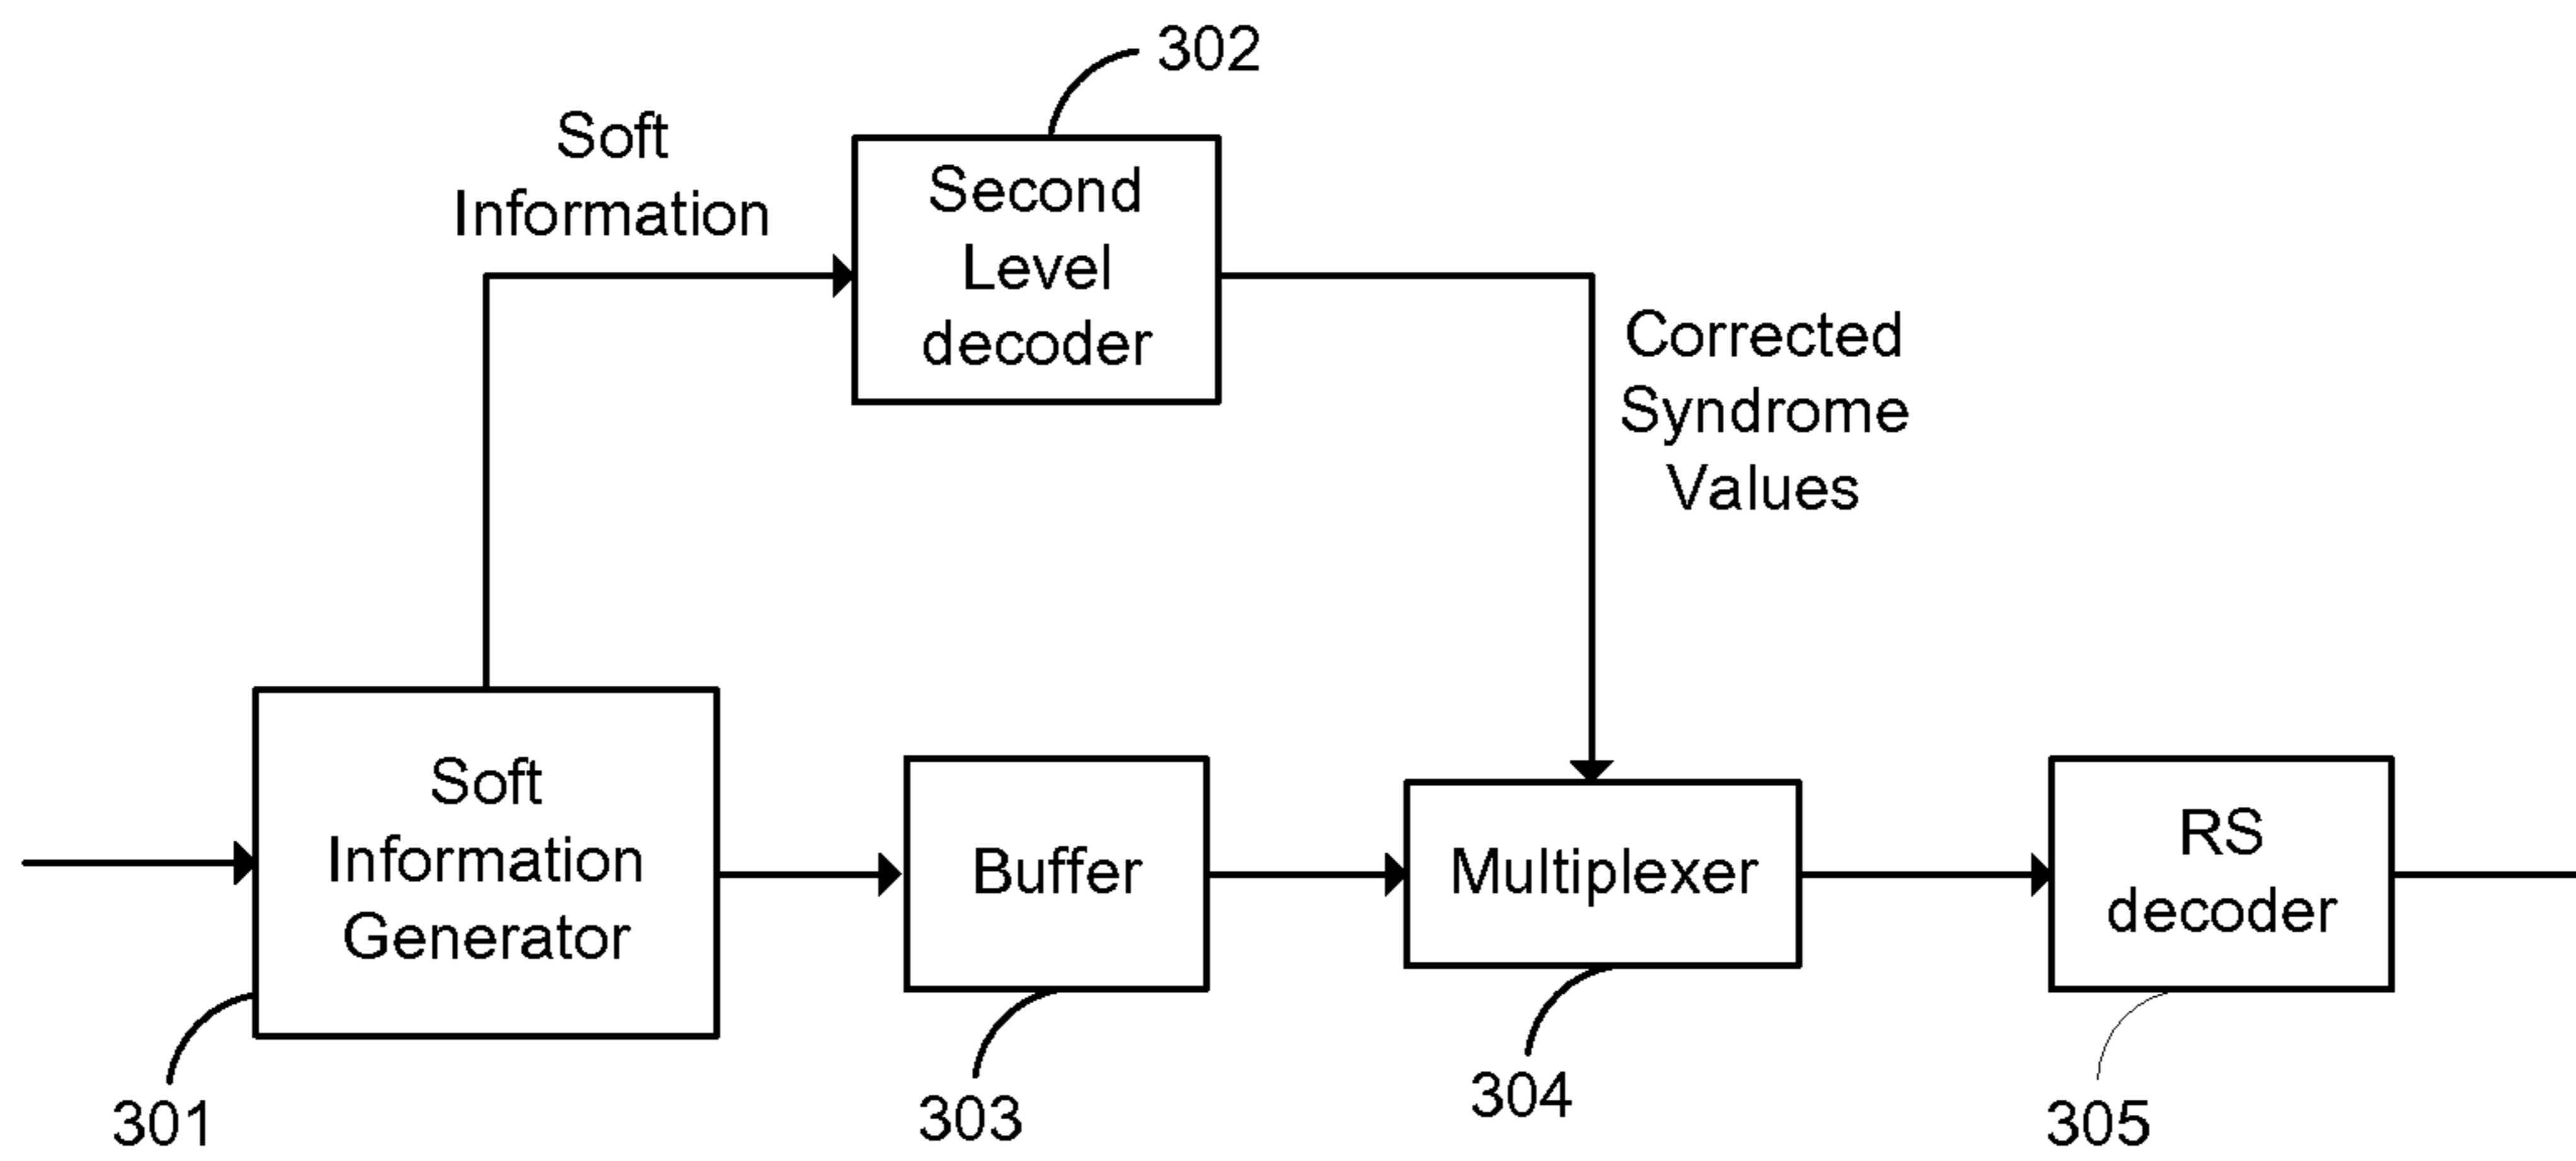 302
Soft
Information
Second
Level
decoder
Corrected
Syndrome
Values
Soft
Information
Generator
Buffer
Multiplexer
RS
decoder
301
303
304
305